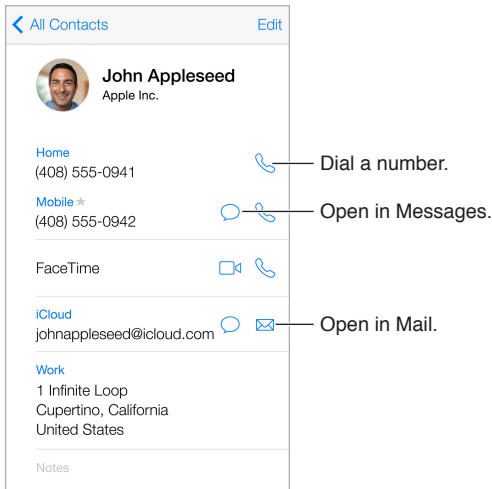 All Contacts Edit
John Appleseed
Apple Inc.
Home
(408) 555-0941
Dial a number.
Mobile
(408) 555-0942
Open in Messages.
FaceTime
iCloud
johnappleseed@icloud.com
Open in Mail.
Work
1 Infinite Loop
Cupertino, California
United States
Notes